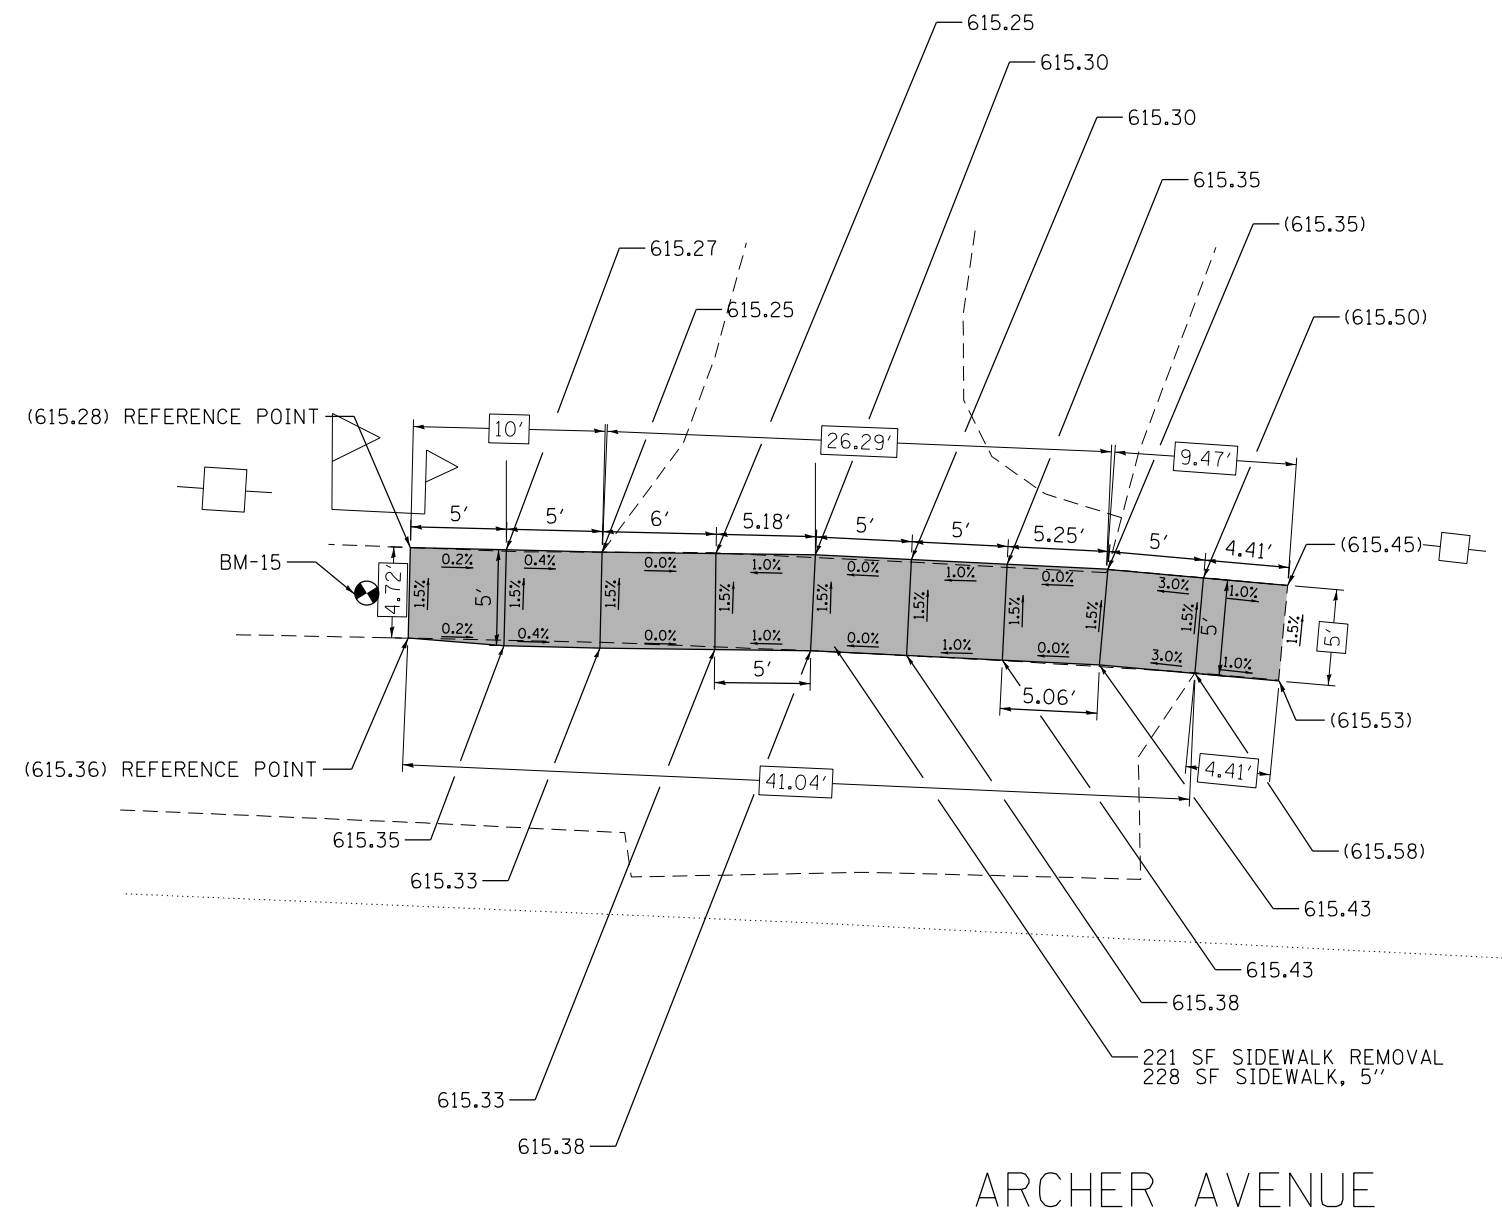 615.25
615.30
615.30
615.35
(615.35)
615.27
615.25
(615.50)
(615.28) REFERENCE POINT
10′
26.29′
9.47′
5′ 5′ 6′ 5.18′ 5′ 5′ 5.25′ 5′ 4.41′
(615.45)
BM-15
4.72′
0.2% 0.4% 0.0% 1.0% 0.0% 1.0% 0.0% 3.0% 1.0%
1.5% 5′ 1.5% 1.5% 1.5% 1.5% 1.5% 1.5% 1.5% 1.5% 5′ 1.5% 5′
0.2% 0.4% 0.0% 1.0% 0.0% 1.0% 0.0% 3.0% 1.0%
5′
5.06′
(615.53)
(615.36) REFERENCE POINT
41.04′
4.41′
615.35
(615.58)
615.33
615.43
615.43
615.38
221 SF SIDEWALK REMOVAL
228 SF SIDEWALK, 5′′
615.33
615.38
ARCHER AVENUE